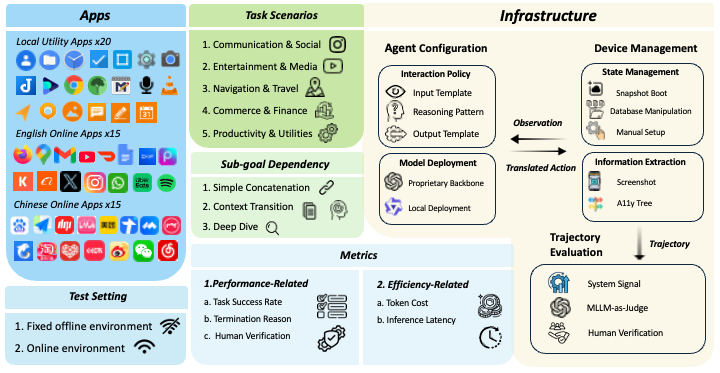 Apps
Local Utility Apps x20
English Online Apps x15
Chinese Online Apps x15
Test Setting
1. Fixed offline environment
2. Online environment
Task Scenarios
1. Communication & Social
2. Entertainment & Media
3. Navigation & Travel
4. Commerce & Finance
5. Productivity & Utilities
Sub-goal Dependency
1. Simple Concatenation
2. Context Transition
3. Deep Dive
Metrics
1.Performance-Related
a. Task Success Rate
b. Termination Reason
c. Human Verification
2. Efficiency-Related
a. Token Cost
b. Inference Latency
Infrastructure
Agent Configuration
Interaction Policy
Input Template
Reasoning Pattern
Output Template
Model Deployment
Proprietary Backbone
Local Deployment
Observation
Translated Action
Device Management
State Management
Snapshot Boot
Database Manipulation
Manual Setup
Information Extraction
Screenshot
A11y Tree
Trajectory
Evaluation
Trajectory
System Signal
MLLM-as-Judge
Human Verification